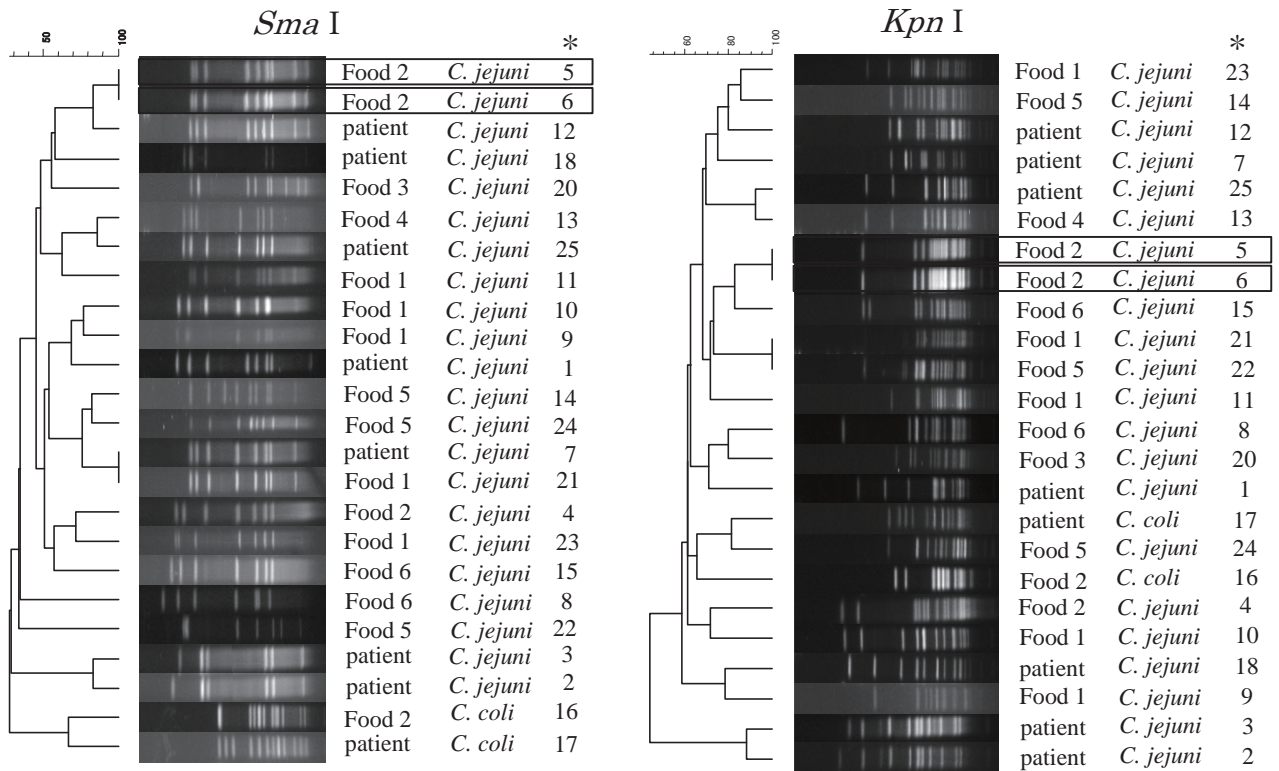 Sma I
50 100
*
Food 2 C. jejuni 5
Food 2 C. jejuni 6
patient C. jejuni 12
patient C. jejuni 18
Food 3 C. jejuni 20
Food 4 C. jejuni 13
patient C. jejuni 25
Food 1 C. jejuni 11
Food 1 C. jejuni 10
Food 1 C. jejuni 9
patient C. jejuni 1
Food 5 C. jejuni 14
Food 5 C. jejuni 24
patient C. jejuni 7
Food 1 C. jejuni 21
Food 2 C. jejuni 4
Food 1 C. jejuni 23
Food 6 C. jejuni 15
Food 6 C. jejuni 8
Food 5 C. jejuni 22
patient C. jejuni 3
patient C. jejuni 2
Food 2 C. coli 16
patient C. coli 17
Kpn I
60 80 100
*
Food 1 C. jejuni 23
Food 5 C. jejuni 14
patient C. jejuni 12
patient C. jejuni 7
patient C. jejuni 25
Food 4 C. jejuni 13
Food 2 C. jejuni 5
Food 2 C. jejuni 6
Food 6 C. jejuni 15
Food 1 C. jejuni 21
Food 5 C. jejuni 22
Food 1 C. jejuni 11
Food 6 C. jejuni 8
Food 3 C. jejuni 20
patient C. jejuni 1
patient C. coli 17
Food 5 C. jejuni 24
Food 2 C. coli 16
Food 2 C. jejuni 4
Food 1 C. jejuni 10
patient C. jejuni 18
Food 1 C. jejuni 9
patient C. jejuni 3
patient C. jejuni 2